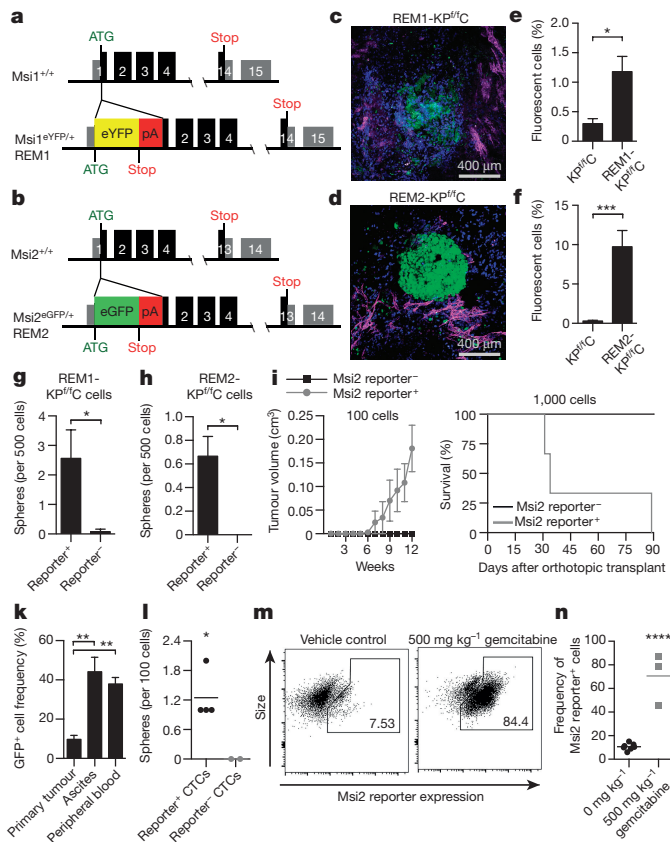 a
ATG
Stop
Msi1+/+
1 2 3 4 14 15
Stop
Msi1eYFP/+
REM1
eYFP pA 2 3 4 14 15
ATG Stop
b
ATG
Stop
Msi2+/+
1 2 3 4 13 14
Stop
Msi2eGFP/+
REM2
eGFP pA 2 3 4 13 14
ATG Stop
c
REM1-KPf/fC
400 μm
d
REM2-KPf/fC
400 μm
e
Fluorescent cells (%)
1.5
1.0
0.5
0.0
*
KPf/fC
REM1-
KPf/fC
f
Fluorescent cells (%)
15
10
5
0
***
KPf/fC
REM2-
KPf/fC
g
REM1-
KPf/fC cells
Spheres (per 500 cells)
4
3
2
1
0
*
Reporter+
Reporter−
h
REM2-
KPf/fC cells
Spheres (per 500 cells)
1.0
0.8
0.6
0.4
0.2
0.0
*
Reporter+
Reporter−
i
Msi2 reporter−
Msi2 reporter+
100 cells
Tumour volume (cm3)
0.25
0.20
0.15
0.10
0.05
0
3 6 9 12
Weeks
1,000 cells
Survival (%)
100
75
50
25
0
Msi2 reporter−
Msi2 reporter+
0 15 30 45 60 75 90
Days after orthotopic transplant
k
GFP+ cell frequency (%)
60
40
20
0
**
**
Primary tumour
Ascites
Peripheral blood
l
Spheres (per 100 cells)
2.4
1.8
1.2
0.6
0
*
Reporter+ CTCs
Reporter− CTCs
m
Vehicle control
500 mg kg−1 gemcitabine
Size
7.53
84.4
Msi2 reporter expression
n
Frequency of
Msi2 reporter+ cells
100
80
60
40
20
0
****
0 mg kg−1
500 mg kg−1
gemcitabine